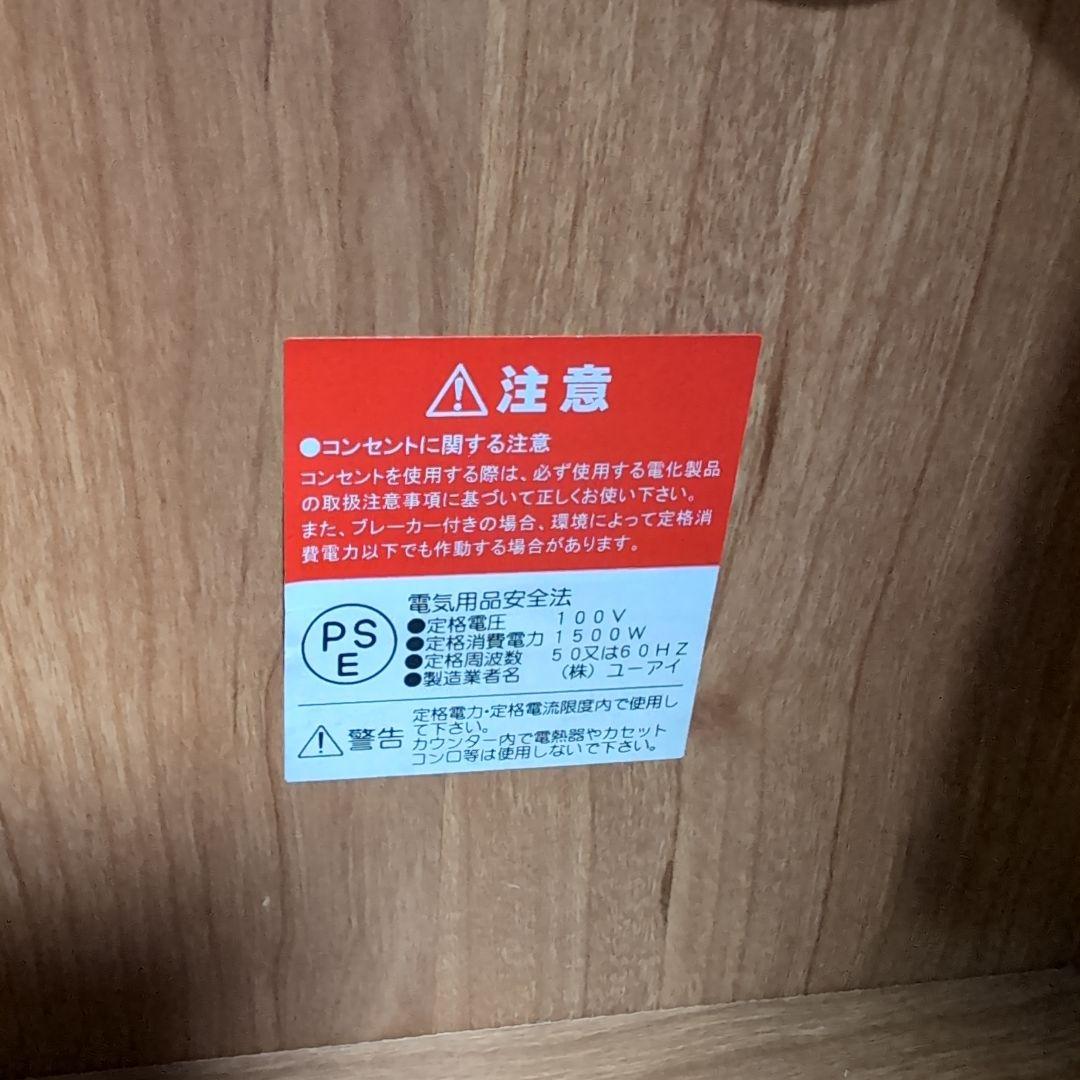 注意
●コンセントに関する注意
コンセントを使用する際は、必ず使用する電化製品
の取扱注意事項に基づいて正しくお使い下さい。
また、ブレーカー付きの場合、環境によって定格消
費電力以下でも作動する場合があります。
PS
E
電気用品安全法
●定格電圧 100V
●定格消費電力 1500W
●定格周波数 50又は60HZ
●製造業者名 (株) ユーアイ
警告
定格電力・定格電流限度内で使用し
て下さい。
カウンター内で電熱器やカセット
コンロ等は使用しないで下さい。